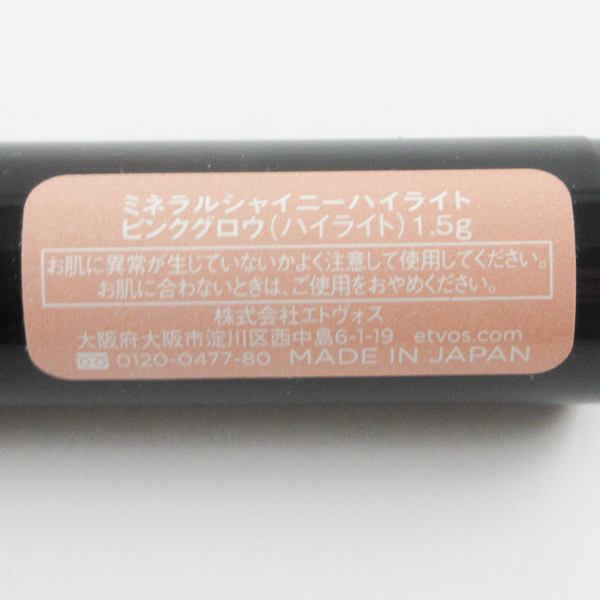 ミネラルシャイニーハイライト
ピンクグロウ(ハイライト)1.5g
お肌に異常が生じていないかよく注意して使用してください。
お肌に合わないときは、ご使用をおやめください。
株式会社エトヴォス
大阪府大阪市淀川区西中島6-1-19 etvos.com
0120-0477-80 MADE IN JAPAN